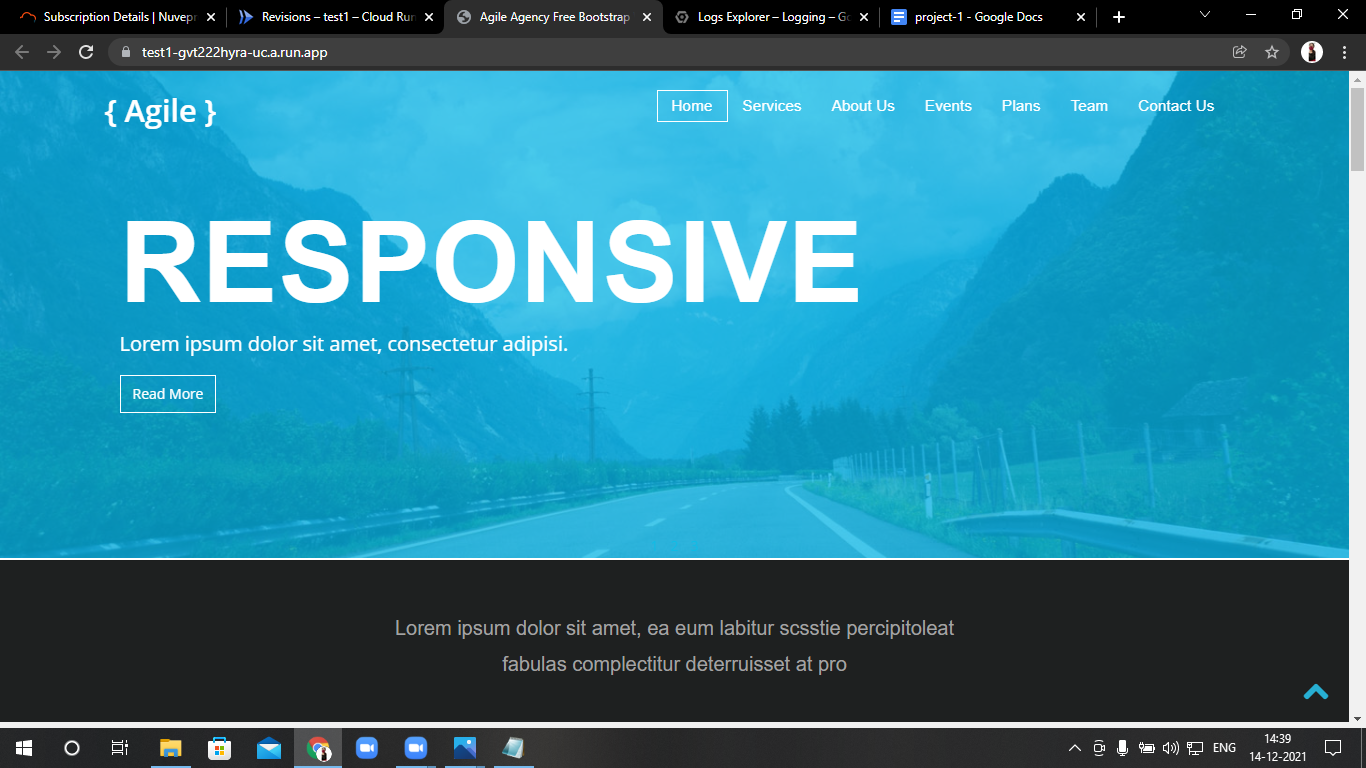 Subscription Details | Nuvepr
Revisions – test1 – Cloud Run
Agile Agency Free Bootstrap
Logs Explorer – Logging – Go
project-1 - Google Docs
test1-gvt222hyra-uc.a.run.app
{ Agile }
Home Services About Us Events Plans Team Contact Us
RESPONSIVE
Lorem ipsum dolor sit amet, consectetur adipisi.
Read More
Lorem ipsum dolor sit amet, ea eum labitur scsstie percipitoleat
fabulas complectitur deterruisset at pro
ENG
14:39
14-12-2021